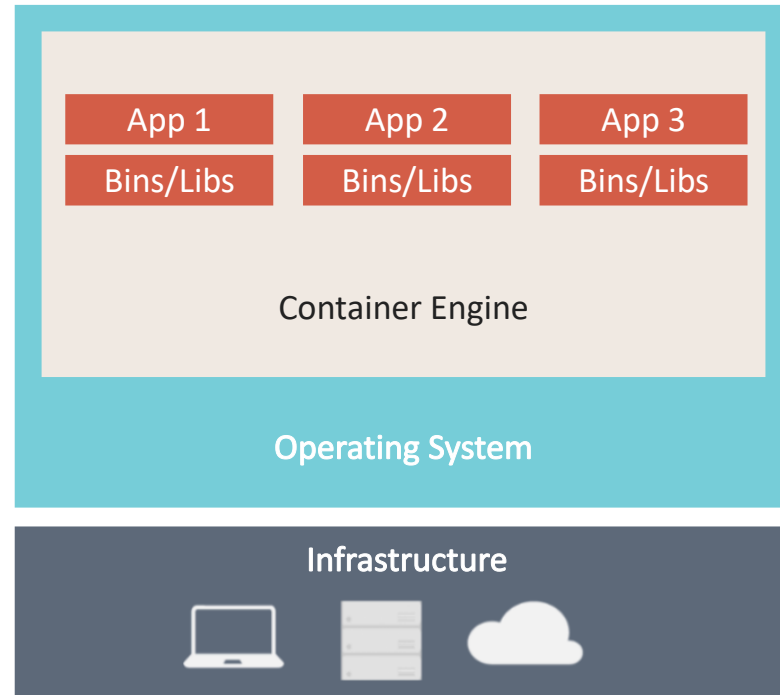 App 1 App 2 App 3
Bins/Libs Bins/Libs Bins/Libs
Container Engine
Operating System
Infrastructure